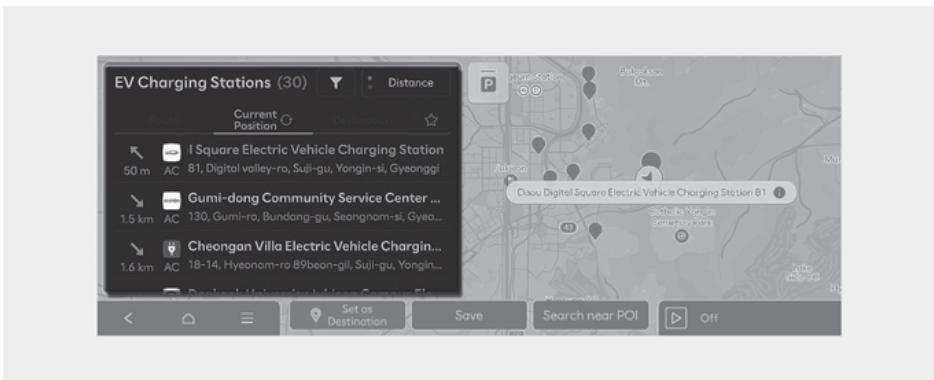 EV Charging Stations (30)
Distance
Route
Current
Position
Destination
50 m
AC
l Square Electric Vehicle Charging Station
81, Digital valley-ro, Suji-gu, Yongin-si, Gyeonggi
1.5 km
AC
Gumi-dong Community Service Center ...
130, Gumi-ro, Bundang-gu, Seongnam-si, Gyeo...
1.6 km
AC
Cheongan Villa Electric Vehicle Chargin...
18-14, Hyeonam-ro 89beon-gil, Suji-gu, Yongin...
P
Daou Digital Square Electric Vehicle Charging Station B1
43
Set as
Destination
Save
Search near POI
Off